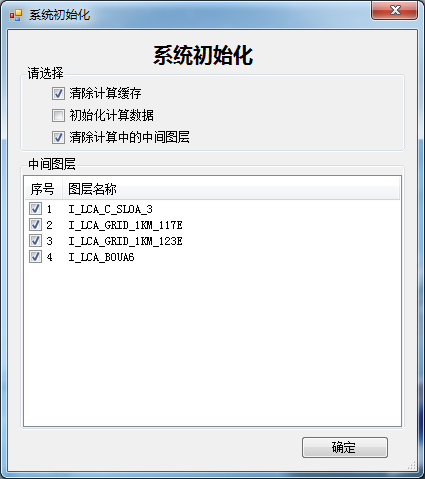 系统初始化
系统初始化
请选择
清除计算缓存
初始化计算数据
清除计算中的中间图层
中间图层
序号 图层名称
1 I_LCA_C_SLOA_3
2 I_LCA_GRID_1KM_117E
3 I_LCA_GRID_1KM_123E
4 I_LCA_BOUA6
确定